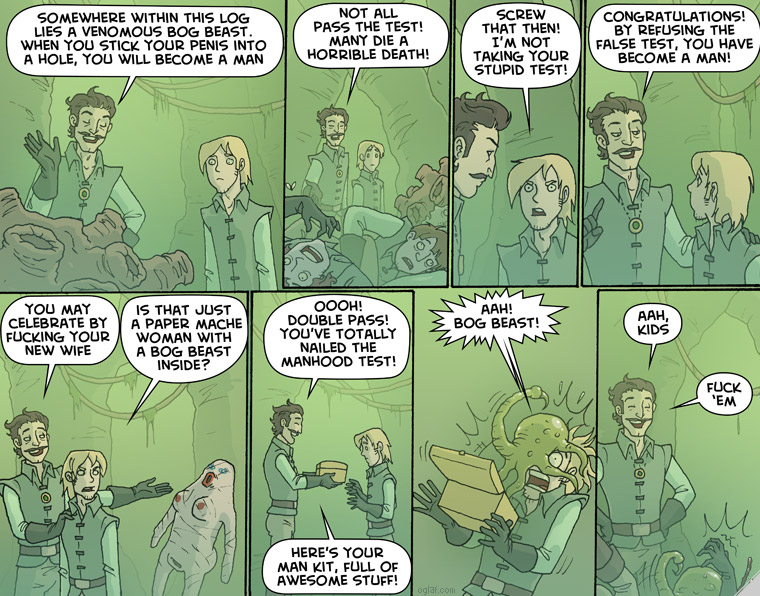 SOMEWHERE WITHIN THIS LOG
LIES A VENOMOUS BOG BEAST.
WHEN YOU STICK YOUR PENIS INTO
A HOLE, YOU WILL BECOME A MAN
NOT ALL
PASS THE TEST!
MANY DIE A
HORRIBLE DEATH!
SCREW
THAT THEN!
I'M NOT
TAKING YOUR
STUPID TEST!
CONGRATULATIONS!
BY REFUSING THE
FALSE TEST, YOU HAVE
BECOME A MAN!
YOU MAY
CELEBRATE BY
FUCKING YOUR
NEW WIFE
IS THAT JUST
A PAPER MACHE
WOMAN WITH
A BOG BEAST
INSIDE?
OOOH!
DOUBLE PASS!
YOU'VE TOTALLY
NAILED THE
MANHOOD TEST!
HERE'S YOUR
MAN KIT, FULL OF
AWESOME STUFF!
AAH!
BOG BEAST!
AAH,
KIDS
FUCK
'EM
oglaf.com